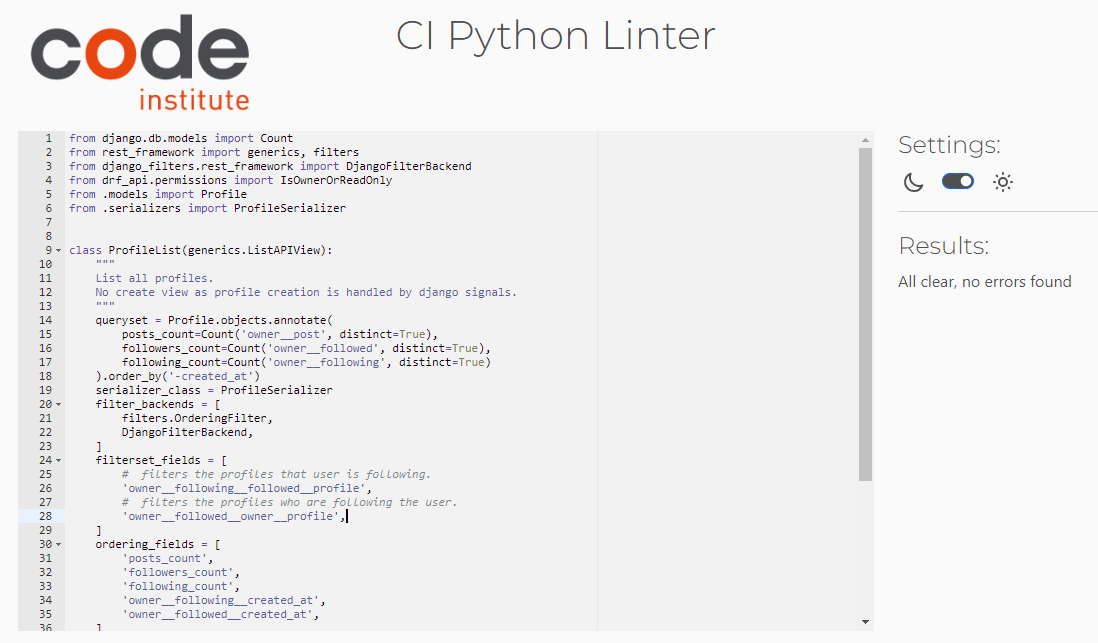 code
institute
CI Python Linter
1 from django.db.models import Count
2 from rest_framework import generics, filters
3 from django_filters.rest_framework import DjangoFilterBackend
4 from drf_api.permissions import IsOwnerOrReadOnly
5 from .models import Profile
6 from .serializers import ProfileSerializer
7
8
9 class ProfileList(generics.ListAPIView):
10     """
11     List all profiles.
12     No create view as profile creation is handled by django signals.
13     """
14     queryset = Profile.objects.annotate(
15         posts_count=Count('owner__post', distinct=True),
16         followers_count=Count('owner__followed', distinct=True),
17         following_count=Count('owner__following', distinct=True)
18     ).order_by('-created_at')
19     serializer_class = ProfileSerializer
20     filter_backends = [
21         filters.OrderingFilter,
22         DjangoFilterBackend,
23     ]
24     filterset_fields = [
25         #  filters the profiles that user is following.
26         'owner__following__followed__profile',
27         #  filters the profiles who are following the user.
28         'owner__followed__owner__profile',
29     ]
30     ordering_fields = [
31         'posts_count',
32         'followers_count',
33         'following_count',
34         'owner__following__created_at',
35         'owner__followed__created_at',
36     ]
Settings:
Results:
All clear, no errors found